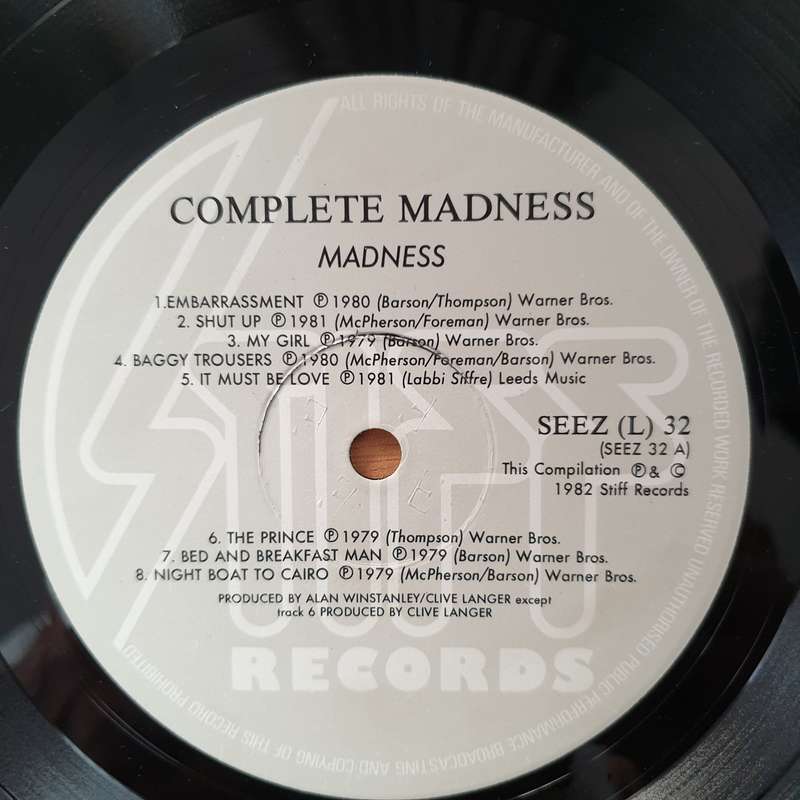 COMPLETE MADNESS
MADNESS
1.EMBARRASSMENT ℗ 1980 (Barson/Thompson) Warner Bros.
2. SHUT UP ℗ 1981 (McPherson/Foreman) Warner Bros.
3. MY GIRL ℗ 1979 (Barson) Warner Bros.
4. BAGGY TROUSERS ℗ 1980 (McPherson/Foreman/Barson) Warner Bros.
5. IT MUST BE LOVE ℗ 1981 (Labbi Siffre) Leeds Music
SEEZ (L) 32
(SEEZ 32 A)
This Compilation ℗ & ©
1982 Stiff Records
6. THE PRINCE ℗ 1979 (Thompson) Warner Bros.
7. BED AND BREAKFAST MAN ℗ 1979 (Barson) Warner Bros.
8. NIGHT BOAT TO CAIRO ℗ 1979 (McPherson/Barson) Warner Bros.
PRODUCED BY ALAN WINSTANLEY/CLIVE LANGER except
track 6 PRODUCED BY CLIVE LANGER
STIFF
RECORDS
ALL RIGHTS OF THE MANUFACTURER AND OF THE OWNER OF THE RECORDED WORK RESERVED UNAUTHORISED PUBLIC PERFORMANCE BROADCASTING AND COPYING OF THIS RECORD PROHIBITED